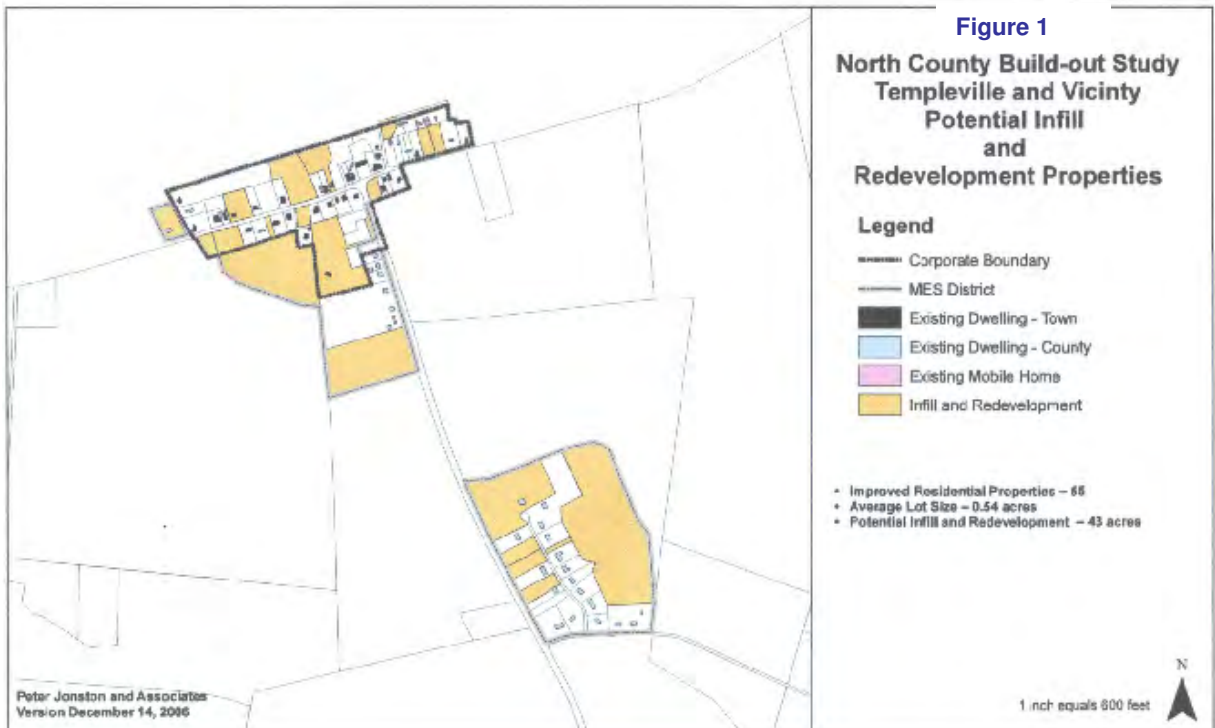 Figure 1
North County Build-out Study
Templeville and Vicinty
Potential Infill
and
Redevelopment Properties
Legend
Corporate Boundary
MES District
Existing Dwelling - Town
Existing Dwelling - County
Existing Mobile Home
Infill and Redevelopment
• Improved Residential Properties – 65
• Average Lot Size – 0.54 acres
• Potential Infill and Redevelopment – 43 acres
Peter Jonston and Associates
Version December 14, 2006
N
1 inch equals 600 feet